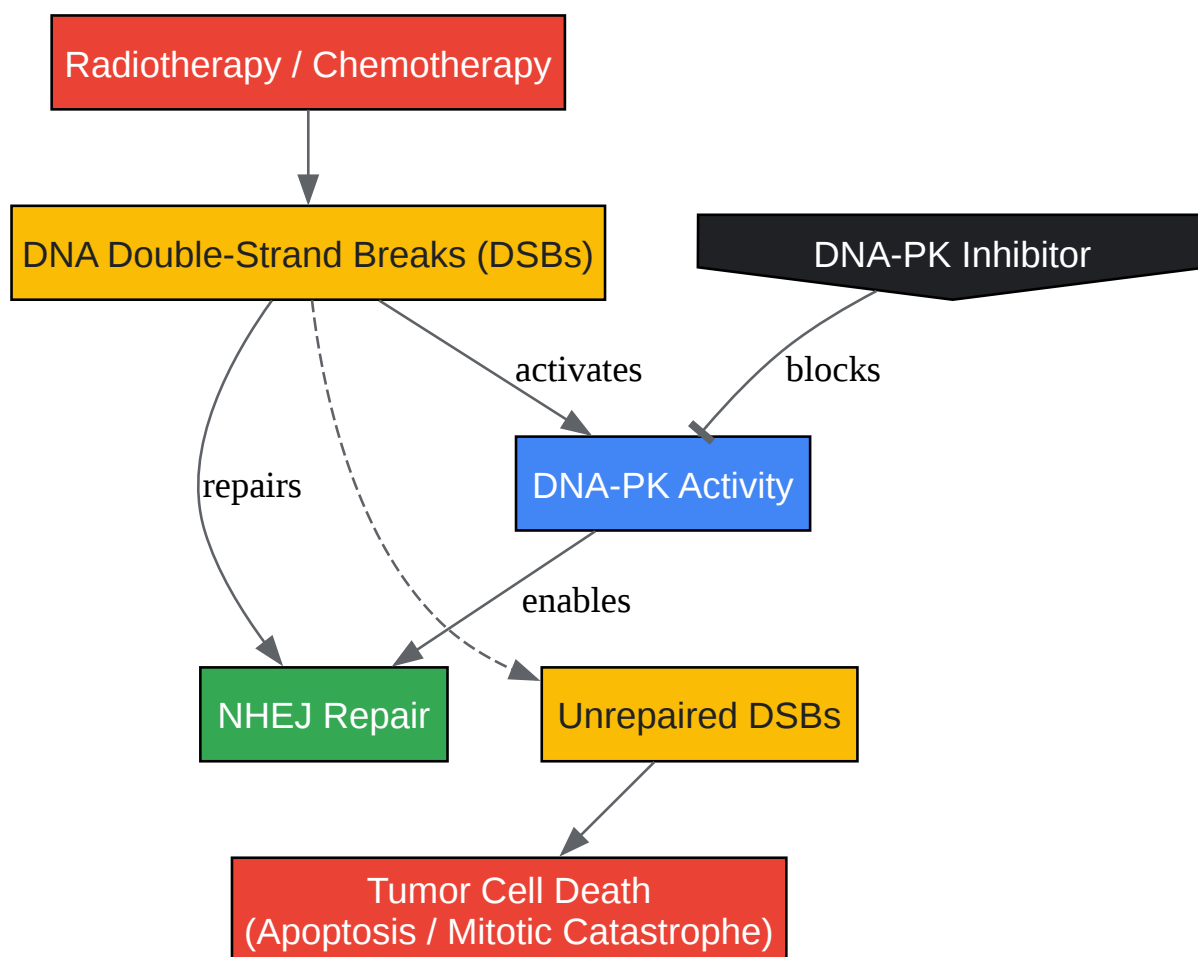 Radiotherapy / Chemotherapy
DNA Double-Strand Breaks (DSBs)
DNA-PK Inhibitor
activates
blocks
repairs
DNA-PK Activity
enables
NHEJ Repair
Unrepaired DSBs
Tumor Cell Death
(Apoptosis / Mitotic Catastrophe)